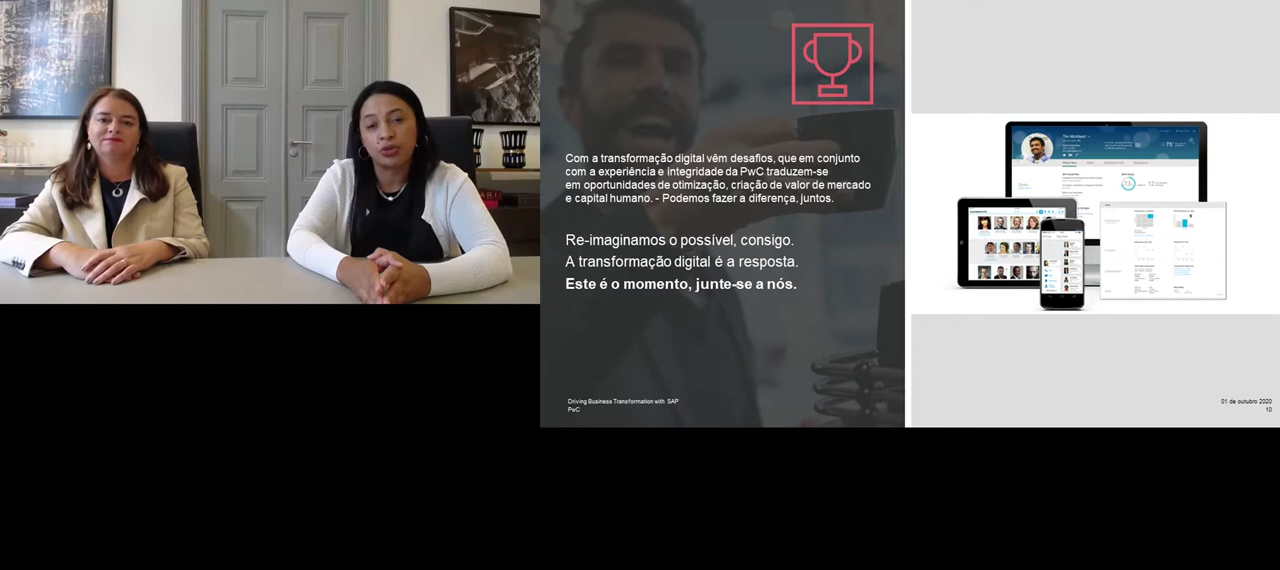 Com a transformação digital vêm desafios, que em conjunto
com a experiência e integridade da PwC traduzem-se
em oportunidades de otimização, criação de valor de mercado
e capital humano. - Podemos fazer a diferença, juntos.
Re-imaginamos o possível, consigo.
A transformação digital é a resposta.
Este é o momento, junte-se a nós.
Driving Business Transformation with SAP
PwC
01 de outubro 2020
10